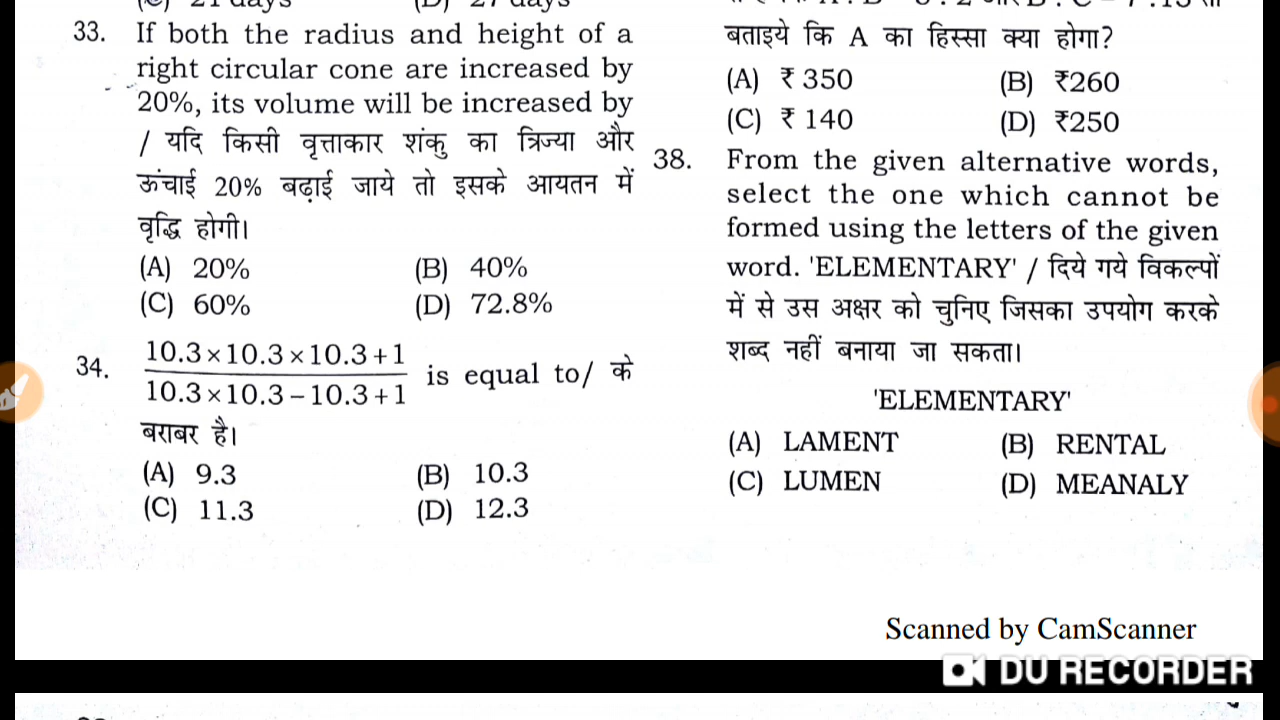 (C) 21 days (D) 27 days
33. If both the radius and height of a
right circular cone are increased by
20%, its volume will be increased by
/ यदि किसी वृत्ताकार शंकु का त्रिज्या और
ऊंचाई 20% बढ़ाई जाये तो इसके आयतन में
वृद्धि होगी।
(A) 20% (B) 40%
(C) 60% (D) 72.8%
34. 10.3×10.3×10.3+1
10.3×10.3−10.3+1
is equal to/ के
बराबर है।
(A) 9.3 (B) 10.3
(C) 11.3 (D) 12.3
बताइये कि A का हिस्सा क्या होगा?
(A) ₹ 350 (B) ₹260
(C) ₹ 140 (D) ₹250
38. From the given alternative words,
select the one which cannot be
formed using the letters of the given
word. 'ELEMENTARY' / दिये गये विकल्पों
में से उस अक्षर को चुनिए जिसका उपयोग करके
शब्द नहीं बनाया जा सकता।
'ELEMENTARY'
(A) LAMENT (B) RENTAL
(C) LUMEN (D) MEANALY
Scanned by CamScanner
DU RECORDER